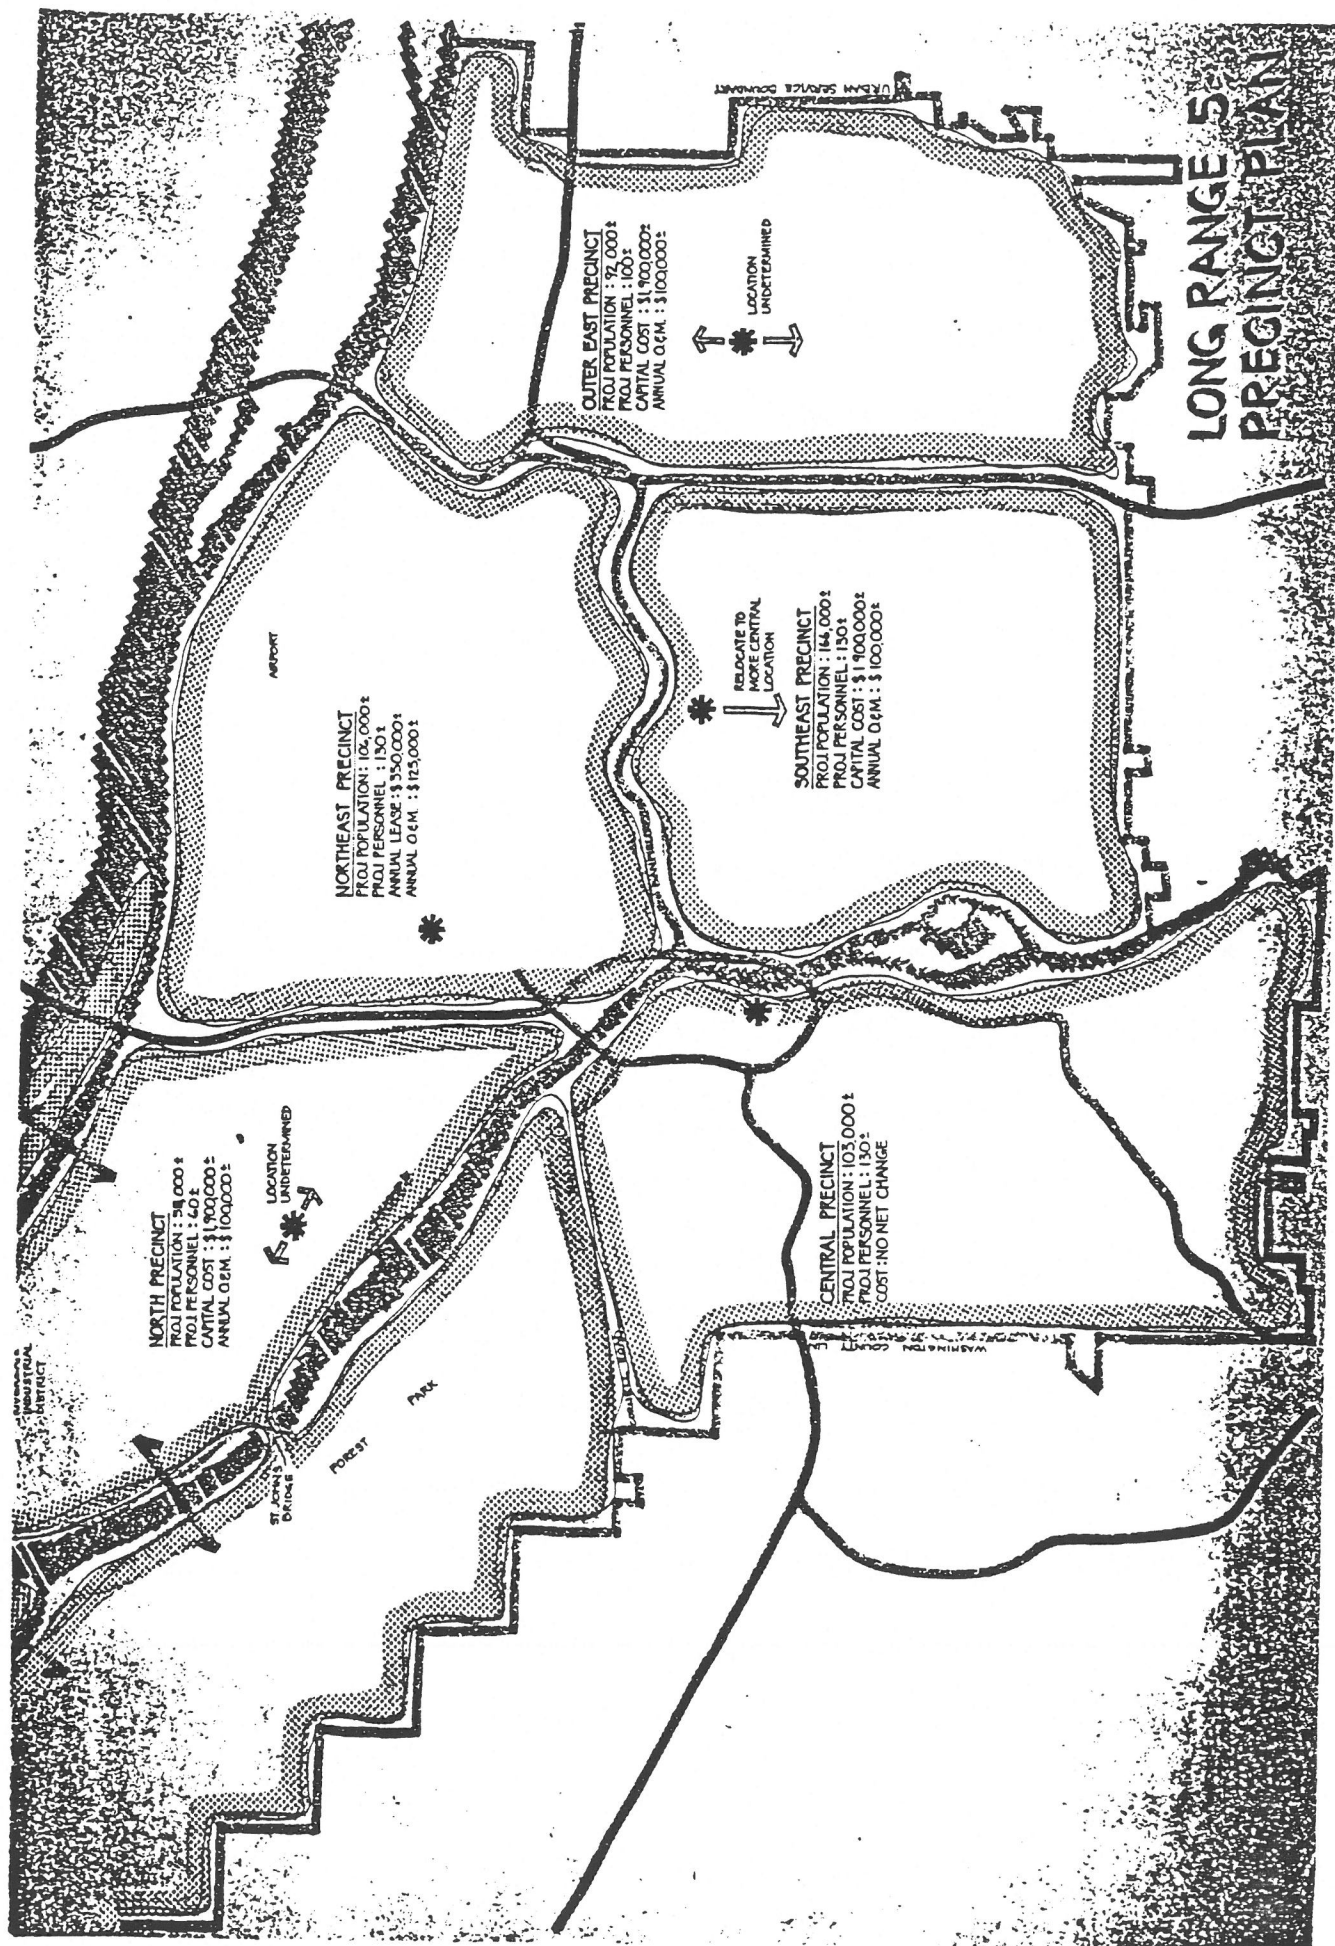 LONG RANGE 5
PRECINCT PLAN
INDUSTRIAL
DISTRICT
NORTH PRECINCT
PROJ POPULATION : 58,000±
PROJ PERSONNEL : 60±
CAPITAL COST : $1,900,000±
ANNUAL O&M. : $100,000±
LOCATION
UNDETERMINED
ST. JOHNS
BRIDGE
FOREST
PARK
NORTHEAST PRECINCT
PROJ POPULATION : 106,000±
PROJ PERSONNEL : 130±
ANNUAL LEASE : $350,000±
ANNUAL O&M. : $125,000±
AIRPORT
OUTER EAST PRECINCT
PROJ POPULATION : 92,000±
PROJ PERSONNEL : 100±
CAPITAL COST : $1,900,000±
ANNUAL O&M. : $100,000±
LOCATION
UNDETERMINED
URBAN SERVICE BOUNDARY
RELOCATE TO
MORE CENTRAL
LOCATION
SOUTHEAST PRECINCT
PROJ. POPULATION : 166,000±
PROJ PERSONNEL : 130±
CAPITAL COST : $1,900,000±
ANNUAL O&M. : $100,000±
CENTRAL PRECINCT
PROJ POPULATION : 103,000±
PROJ PERSONNEL : 130±
COST : NO NET CHANGE
WASHINGTON